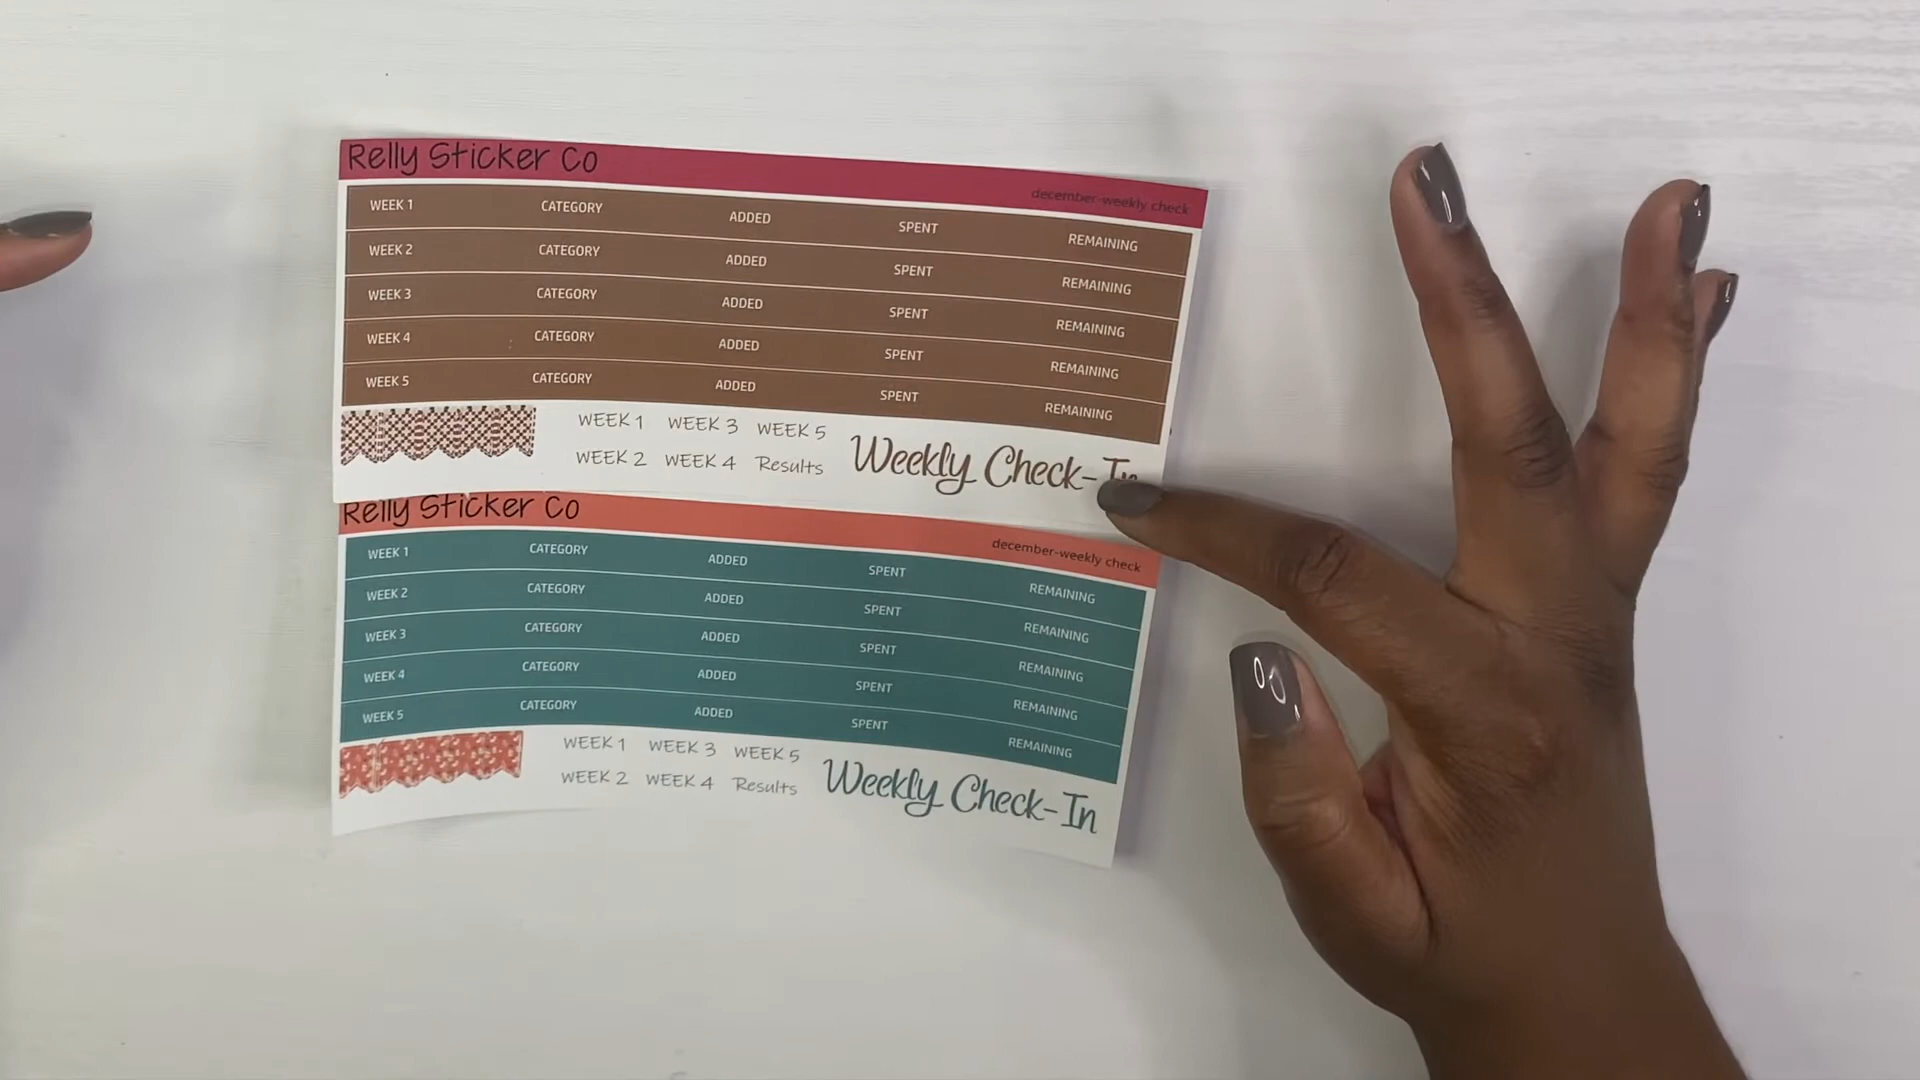 Relly Sticker Co
december-weekly check
WEEK 1 CATEGORY ADDED SPENT REMAINING
WEEK 2 CATEGORY ADDED SPENT REMAINING
WEEK 3 CATEGORY ADDED SPENT REMAINING
WEEK 4 CATEGORY ADDED SPENT REMAINING
WEEK 5 CATEGORY ADDED SPENT REMAINING
WEEK 1 WEEK 3 WEEK 5
WEEK 2 WEEK 4 Results
Weekly Check-In
Relly Sticker Co
december-weekly check
WEEK 1 CATEGORY ADDED SPENT REMAINING
WEEK 2 CATEGORY ADDED SPENT REMAINING
WEEK 3 CATEGORY ADDED SPENT REMAINING
WEEK 4 CATEGORY ADDED SPENT REMAINING
WEEK 5 CATEGORY ADDED SPENT REMAINING
WEEK 1 WEEK 3 WEEK 5
WEEK 2 WEEK 4 Results
Weekly Check-In